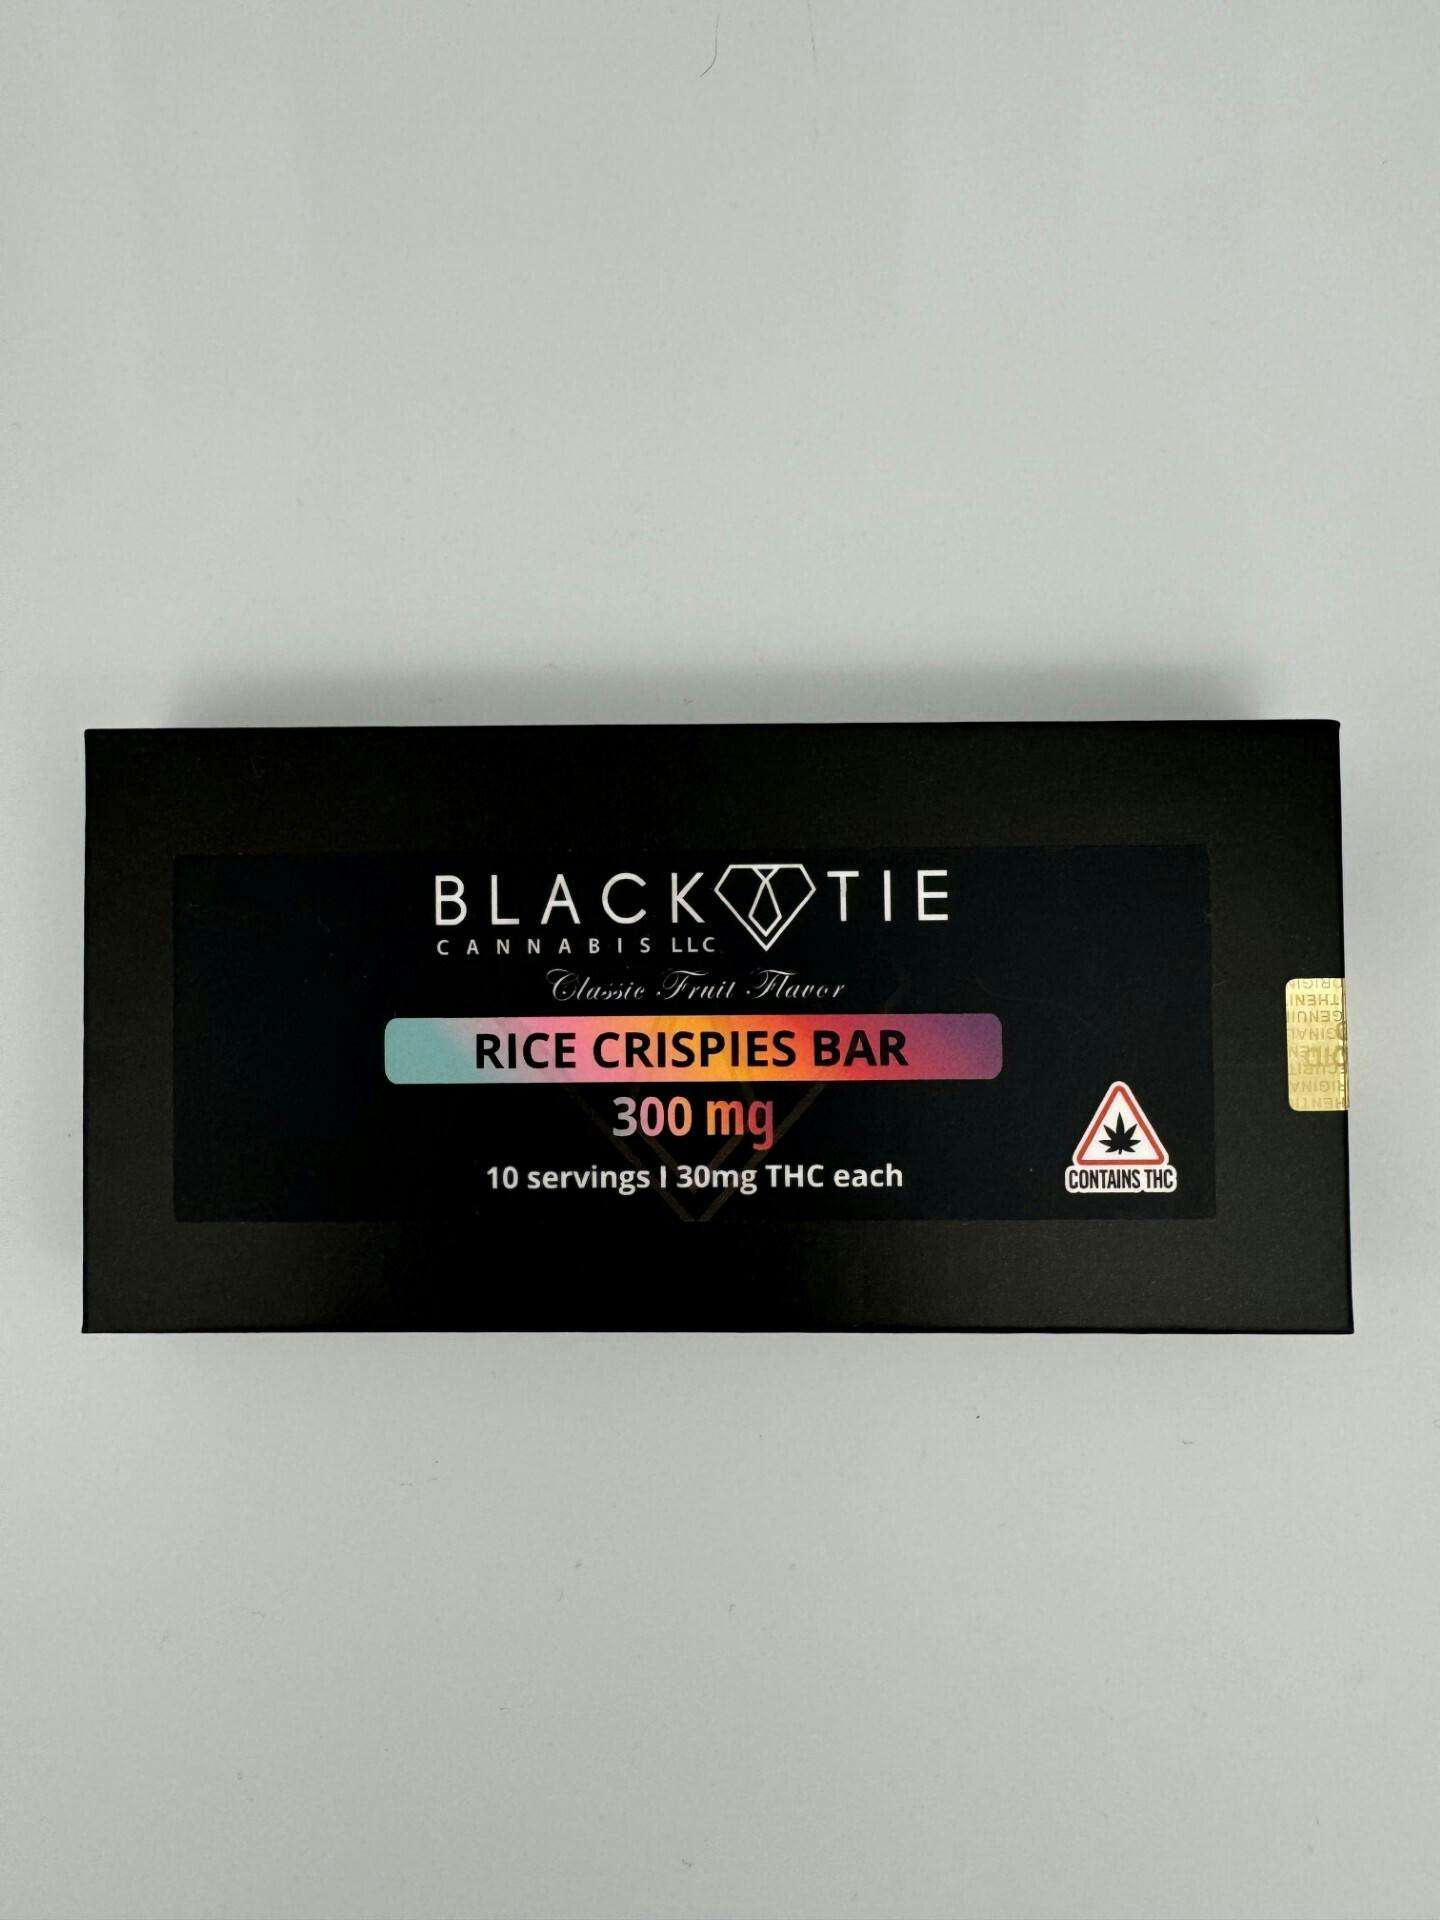 BLACK TIE
CANNABIS LLC
Classic Fruit Flavor
RICE CRISPIES BAR
300 mg
10 servings I 30mg THC each
CONTAINS THC